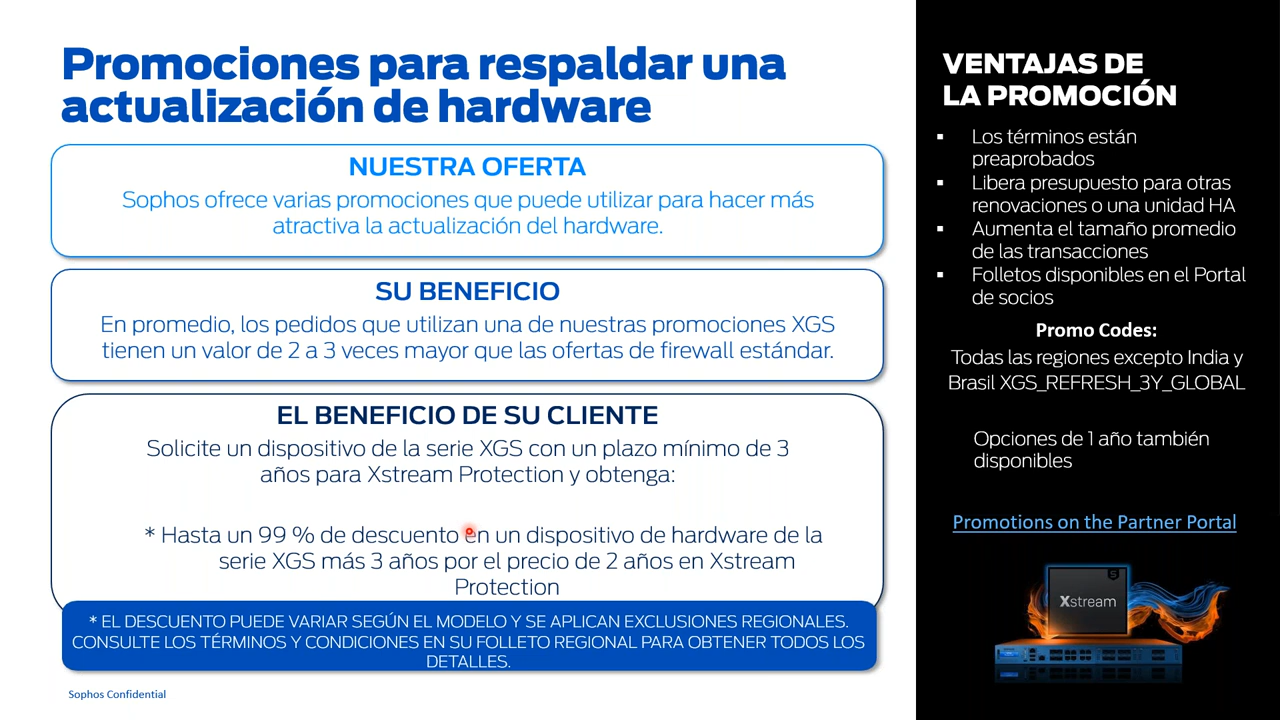 Promociones para respaldar una
actualización de hardware
NUESTRA OFERTA
Sophos ofrece varias promociones que puede utilizar para hacer más
atractiva la actualización del hardware.
SU BENEFICIO
En promedio, los pedidos que utilizan una de nuestras promociones XGS
tienen un valor de 2 a 3 veces mayor que las ofertas de firewall estándar.
EL BENEFICIO DE SU CLIENTE
Solicite un dispositivo de la serie XGS con un plazo mínimo de 3
años para Xstream Protection y obtenga:
* Hasta un 99 % de descuento en un dispositivo de hardware de la
serie XGS más 3 años por el precio de 2 años en Xstream
Protection
* EL DESCUENTO PUEDE VARIAR SEGÚN EL MODELO Y SE APLICAN EXCLUSIONES REGIONALES.
CONSULTE LOS TÉRMINOS Y CONDICIONES EN SU FOLLETO REGIONAL PARA OBTENER TODOS LOS
DETALLES.
Sophos Confidential
VENTAJAS DE
LA PROMOCIÓN
▪ Los términos están
preaprobados
▪ Libera presupuesto para otras
renovaciones o una unidad HA
▪ Aumenta el tamaño promedio
de las transacciones
▪ Folletos disponibles en el Portal
de socios
Promo Codes:
Todas las regiones excepto India y
Brasil XGS_REFRESH_3Y_GLOBAL
Opciones de 1 año también
disponibles
Promotions on the Partner Portal
Xstream